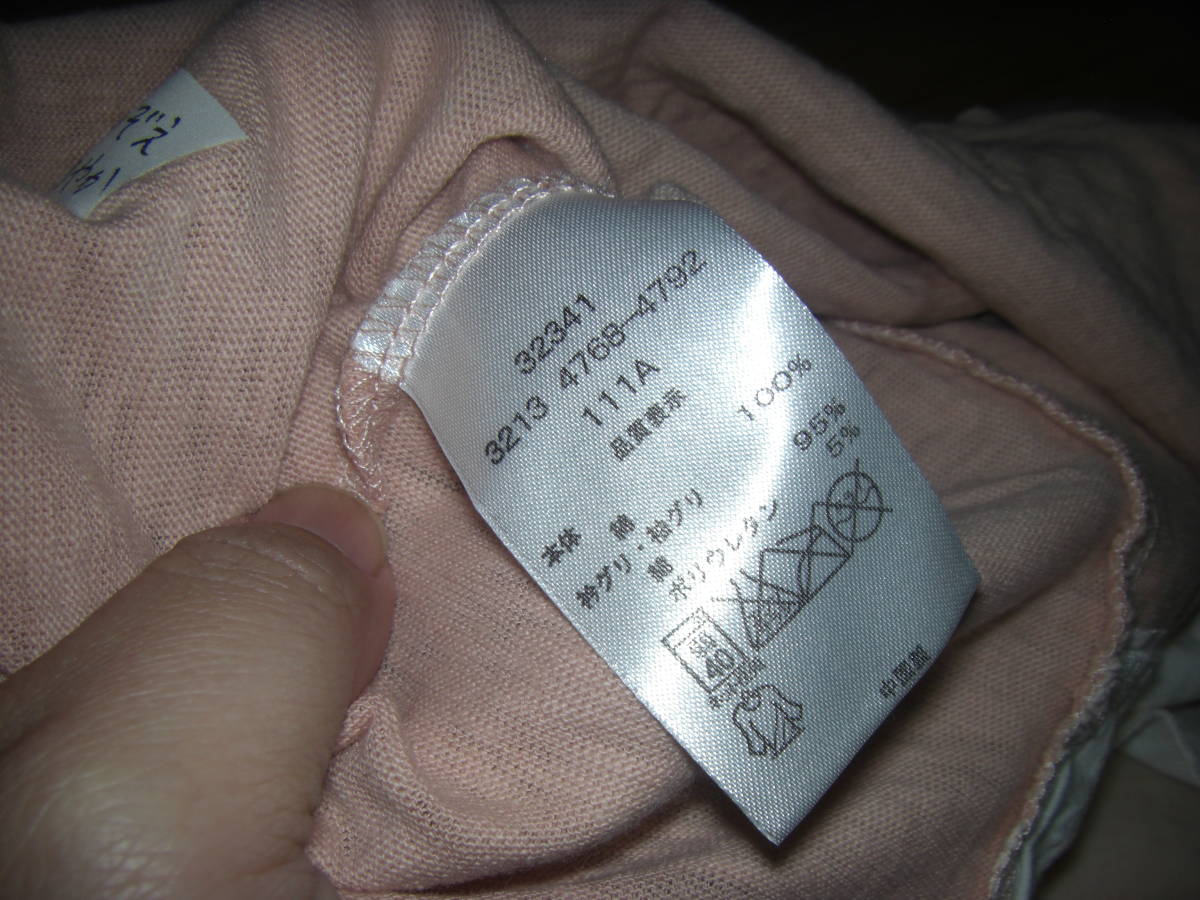 32341
3213 4768-4792
111A
品質表示
本体 綿 100%
衿グリ・袖グリ
綿 95%
ポリウレタン 5%
40
中国製